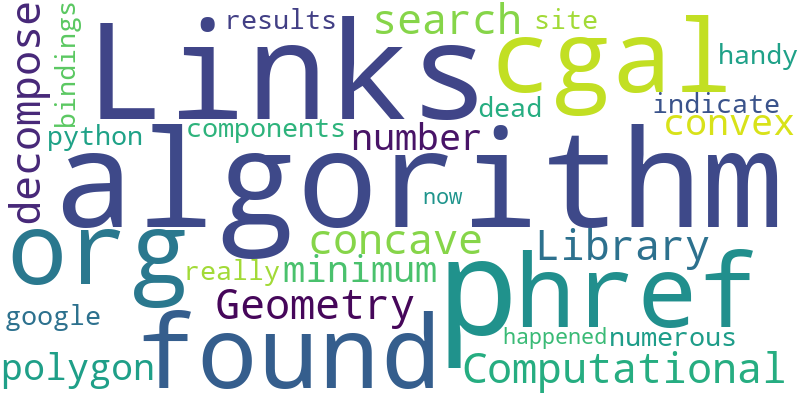 results
search
site
Links
cgal
handy
bindings
decompose
dead
indicate
python
components
number
convex
algorithm
now
org
concave
Library
really
minimum
phref
Geometry
google
found
happened
numerous
polygon
Computational